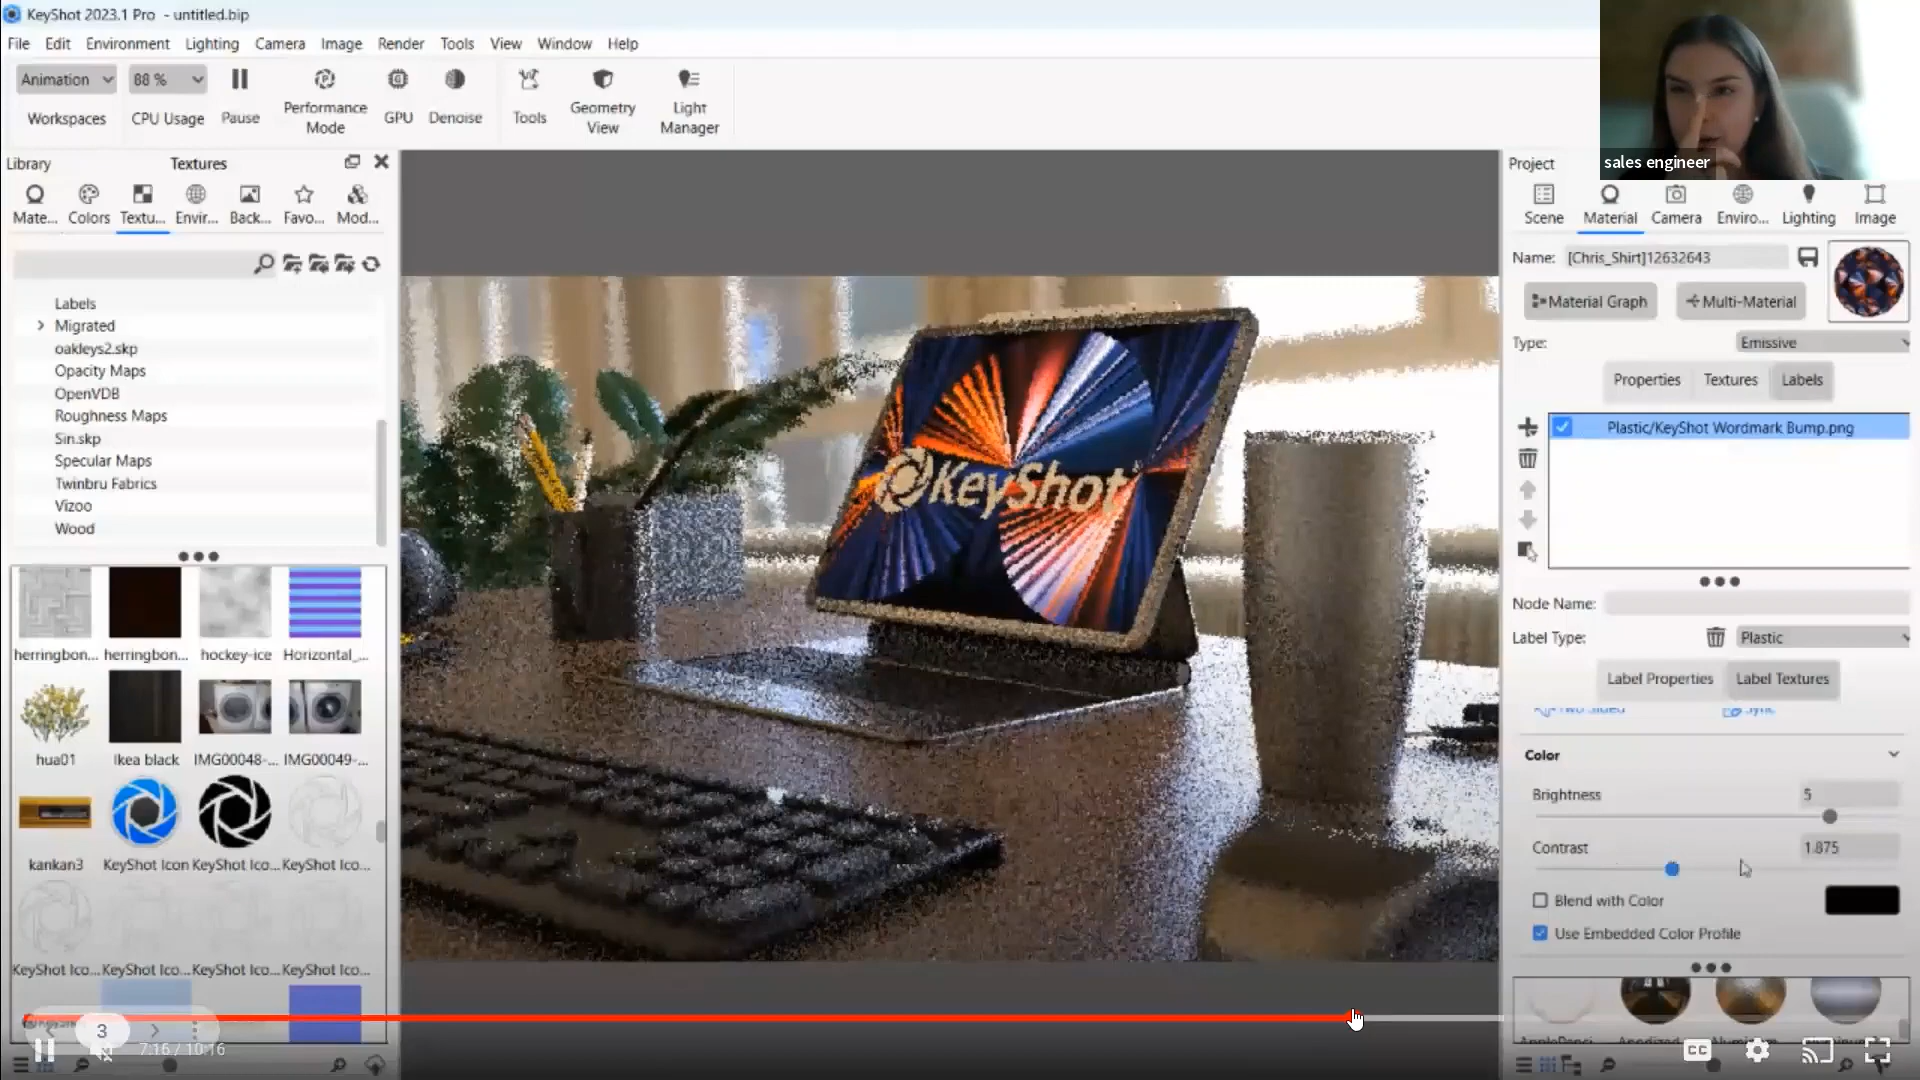 KeyShot 2023.1 Pro - untitled.bip
File Edit Environment Lighting Camera Image Render Tools View Window Help
Animation 88 %
Workspaces CPU Usage Pause Performance Mode GPU Denoise Tools Geometry View Light Manager
sales engineer
Library Textures
Mate... Colors Textu... Envir... Back... Favo... Mod...
Labels
Migrated
oakleys2.skp
Opacity Maps
OpenVDB
Roughness Maps
Sin.skp
Specular Maps
Twinbru Fabrics
Vizoo
Wood
herringbon... herringbon... hockey-ice Horizontal_...
hua01 Ikea black IMG00048-... IMG00049-...
kankan3 KeyShot Icon KeyShot Ico... KeyShot Ico...
KeyShot Ico... KeyShot Ico... KeyShot Ico... KeyShot Ico...
3
7:16 / 10:16
KeyShot
Project
Scene Material Camera Enviro... Lighting Image
Name: [Chris_Shirt]12632643
Material Graph Multi-Material
Type: Emissive
Properties Textures Labels
Plastic/KeyShot Wordmark Bump.png
Node Name:
Label Type: Plastic
Label Properties Label Textures
Two Sided Sync
Color
Brightness 5
Contrast 1.875
Blend with Color
Use Embedded Color Profile
CC